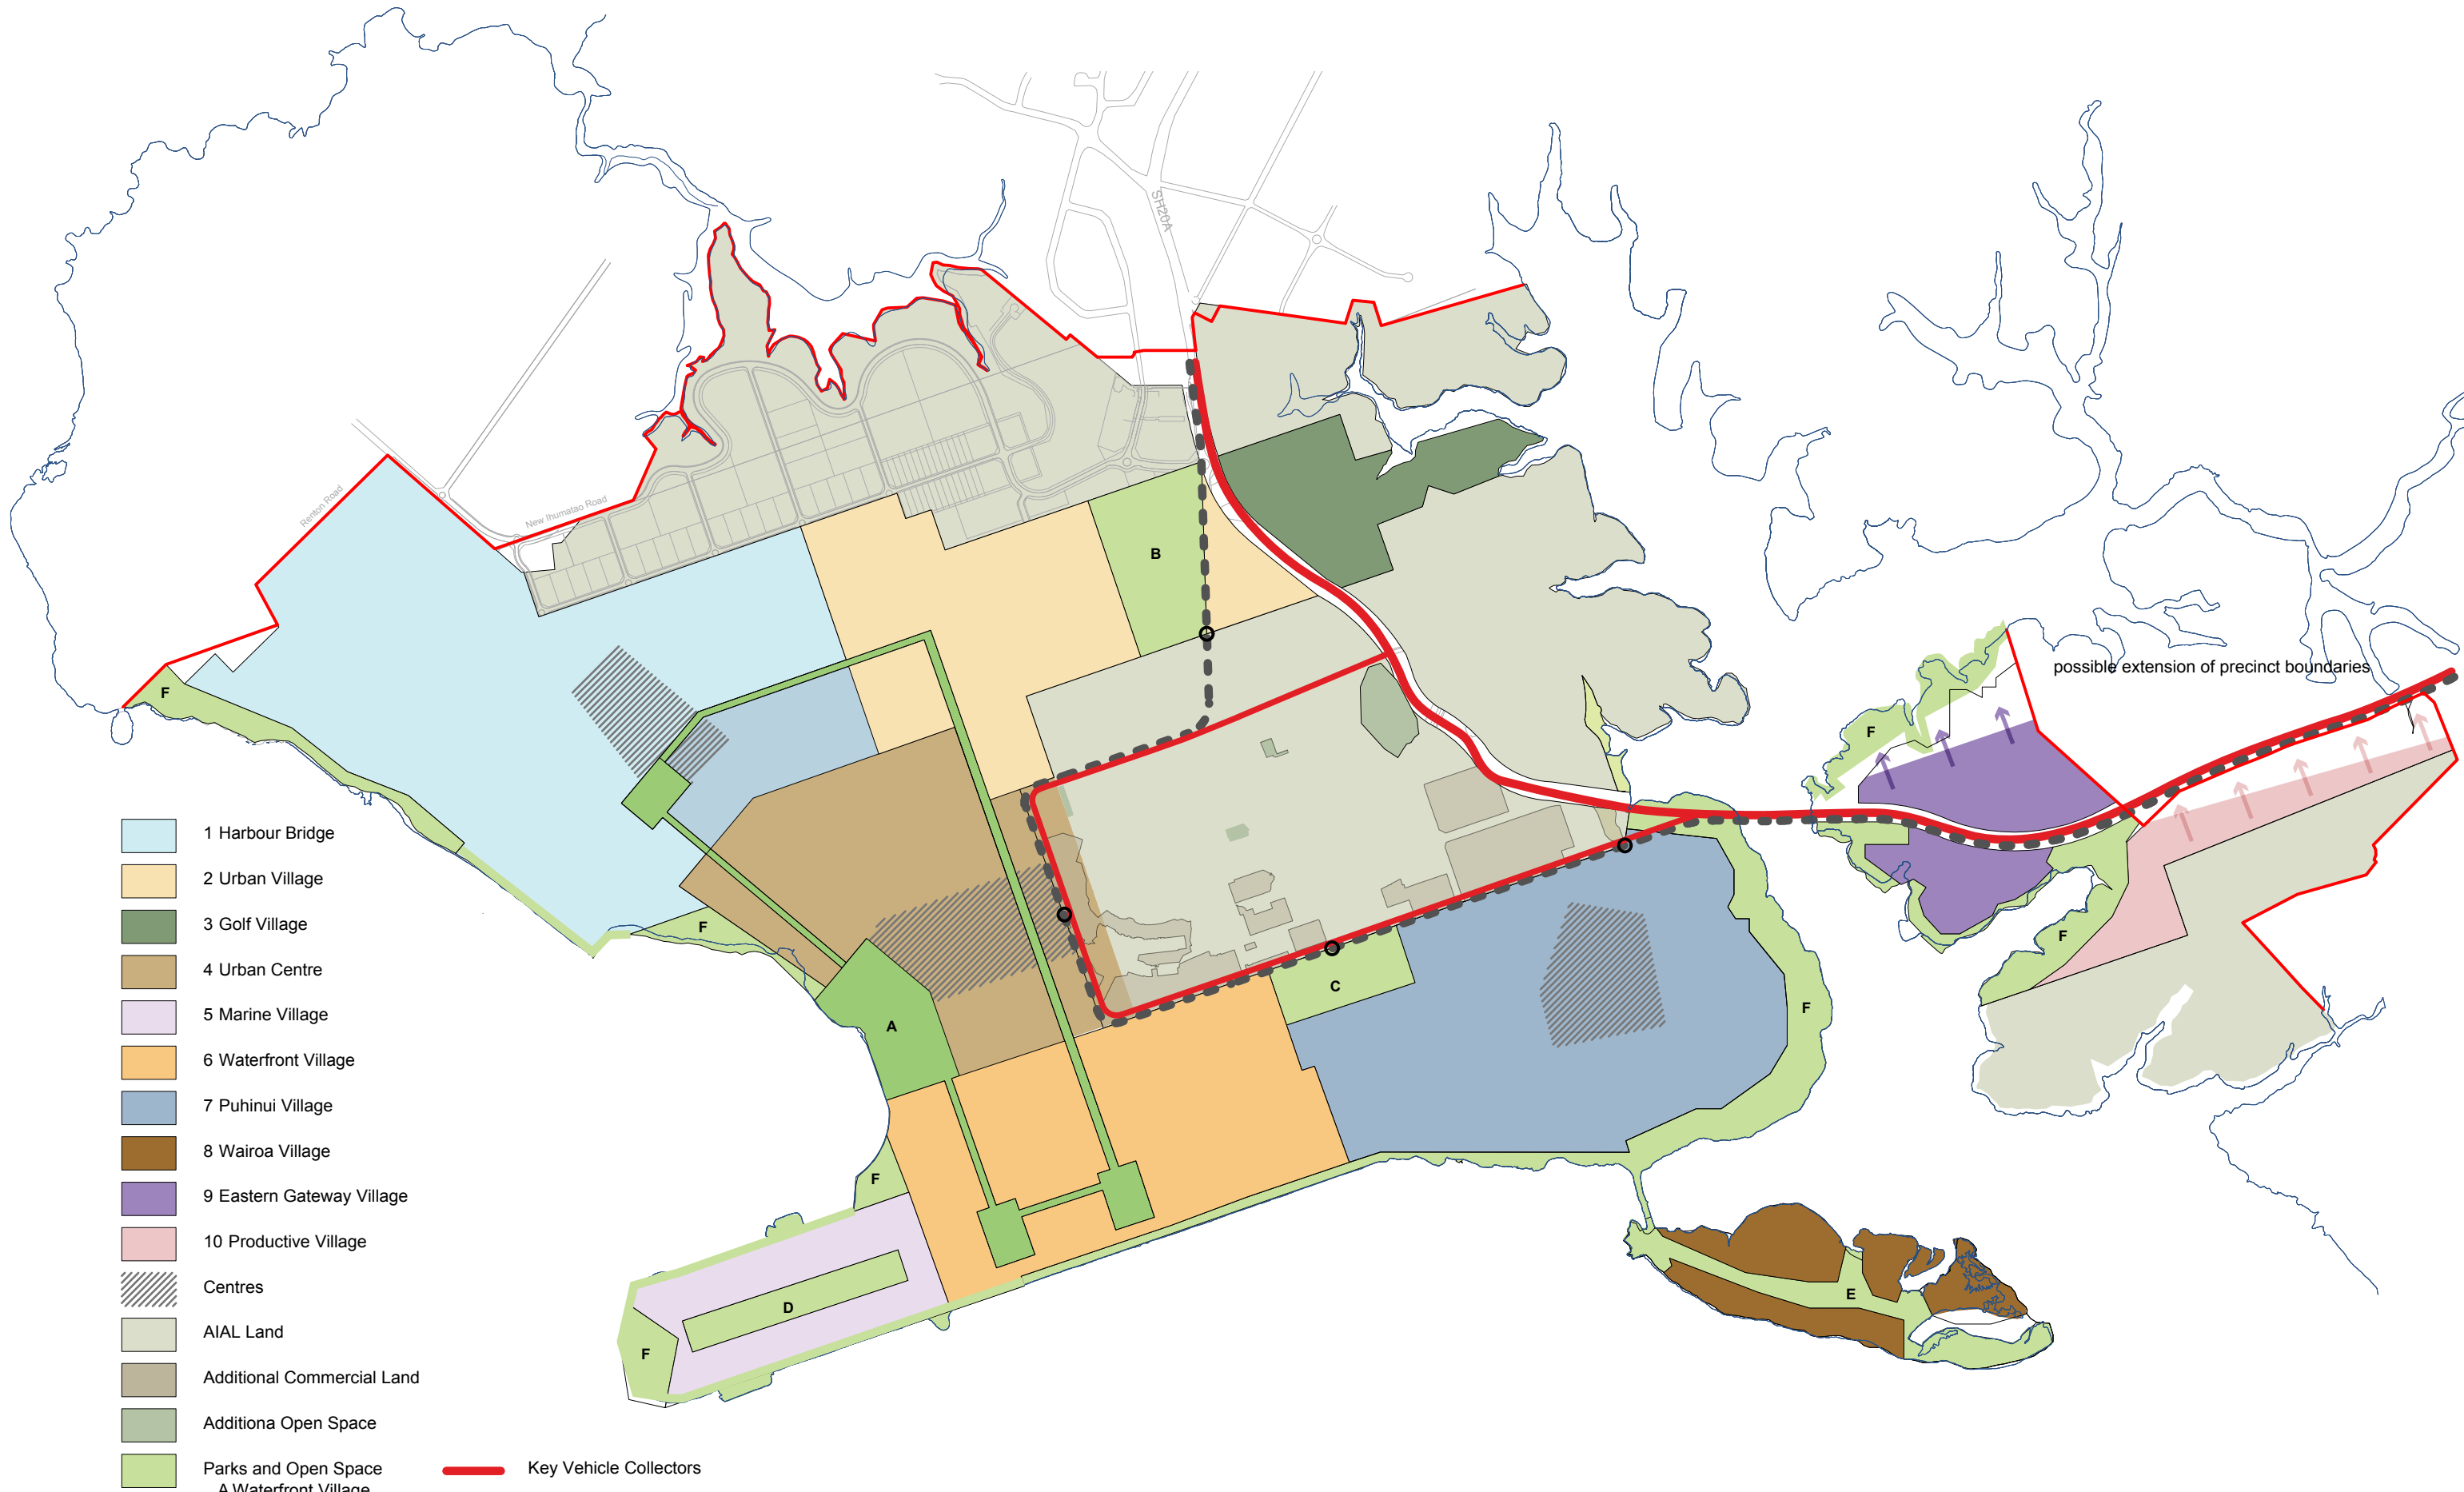 SH20A
Renton Road
New Ihumatao Road
B
possible extension of precinct boundaries
F
F
F
A
C
F
F
F
D
E
F
1 Harbour Bridge
2 Urban Village
3 Golf Village
4 Urban Centre
5 Marine Village
6 Waterfront Village
7 Puhinui Village
8 Wairoa Village
9 Eastern Gateway Village
10 Productive Village
Centres
AIAL Land
Additional Commercial Land
Additiona Open Space
Parks and Open Space
A Waterfront Village
Key Vehicle Collectors